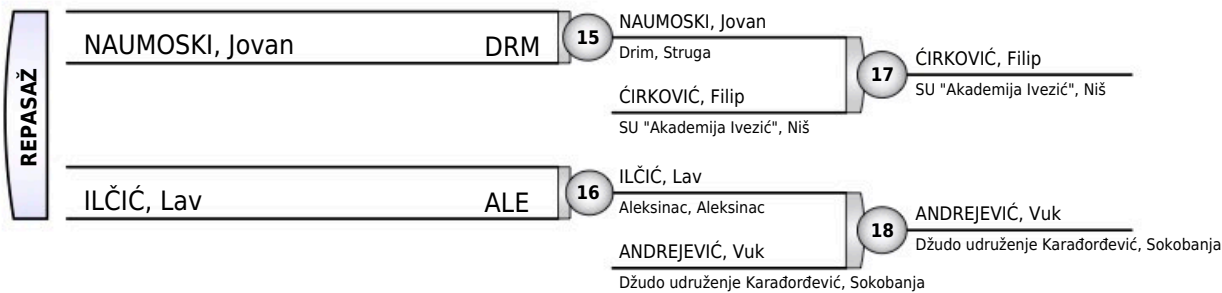 REPASAŽ
NAUMOSKI, Jovan DRM
15
NAUMOSKI, Jovan
Drim, Struga
ĆIRKOVIĆ, Filip
SU "Akademija Ivezić", Niš
17
ĆIRKOVIĆ, Filip
SU "Akademija Ivezić", Niš
ILČIĆ, Lav ALE
16
ILČIĆ, Lav
Aleksinac, Aleksinac
ANDREJEVIĆ, Vuk
Džudo udruženje Karađorđević, Sokobanja
18
ANDREJEVIĆ, Vuk
Džudo udruženje Karađorđević, Sokobanja